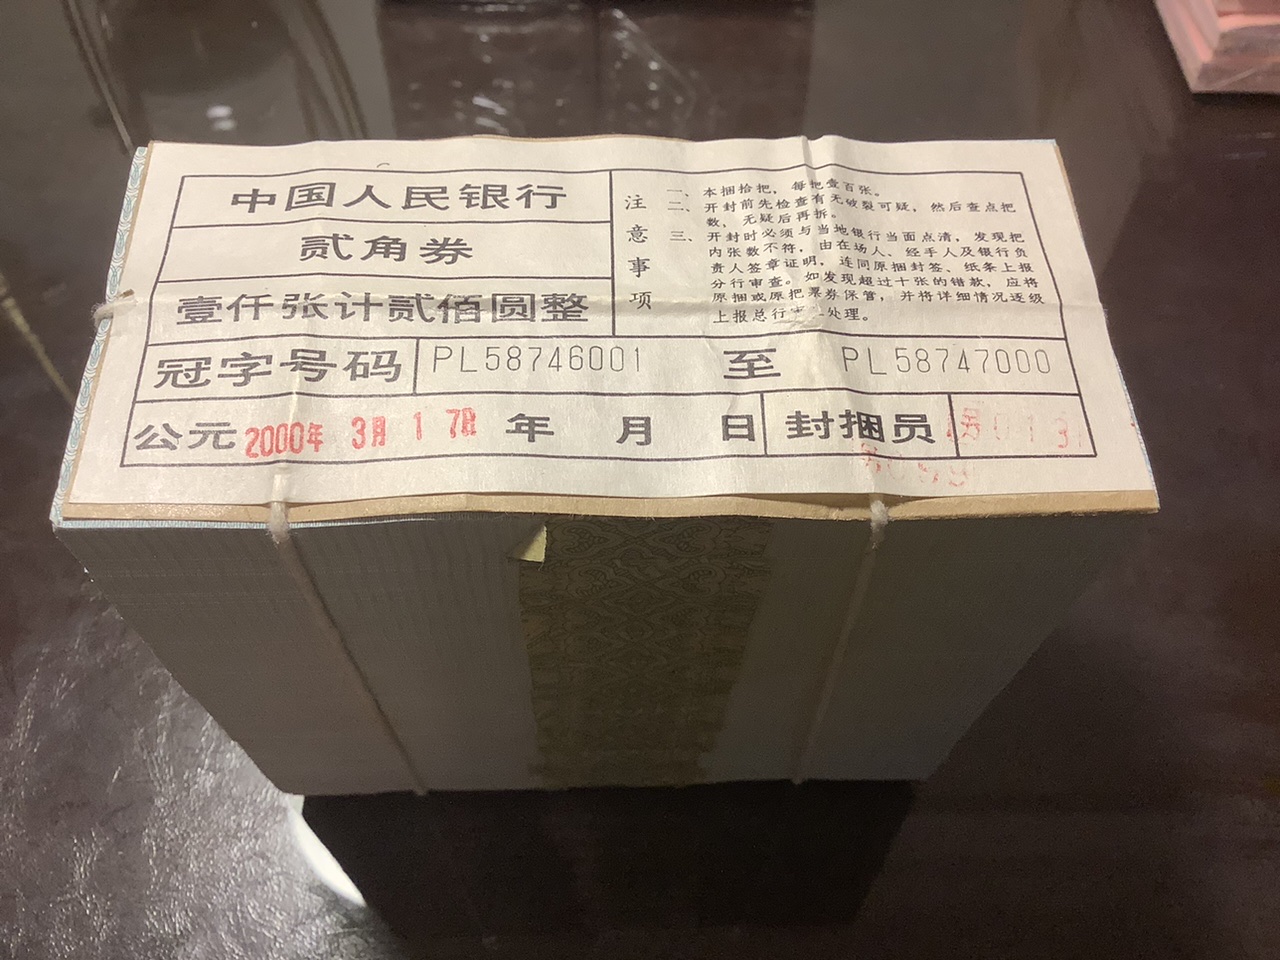 中国人民银行
贰角券
壹仟张计贰佰圆整
注意事项
一、本捆拾把，每把壹百张。
二、开封前先检查有无破裂可疑，然后查点把
数，无疑后再拆。
三、开封时必须与当地银行当面点清，发现把
内张数不符，由在场人、经手人及银行负
责人签章证明，连同原捆封签、纸条上报
分行审查。如发现超过十张的错款，应将
原捆或原把票券保管，并将详细情况逐级
上报总行 处理。
冠字号码 PL58746001 至 PL58747000
公元 2000年 3月 17日 年 月 日 封捆员